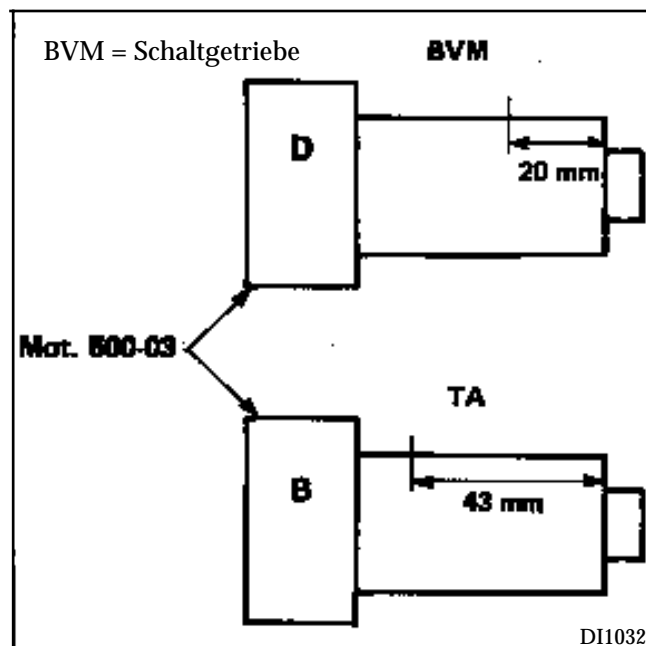 BVM = Schaltgetriebe
BVM
D
20 mm
Mot. 500-03
TA
B
43 mm
DI1032